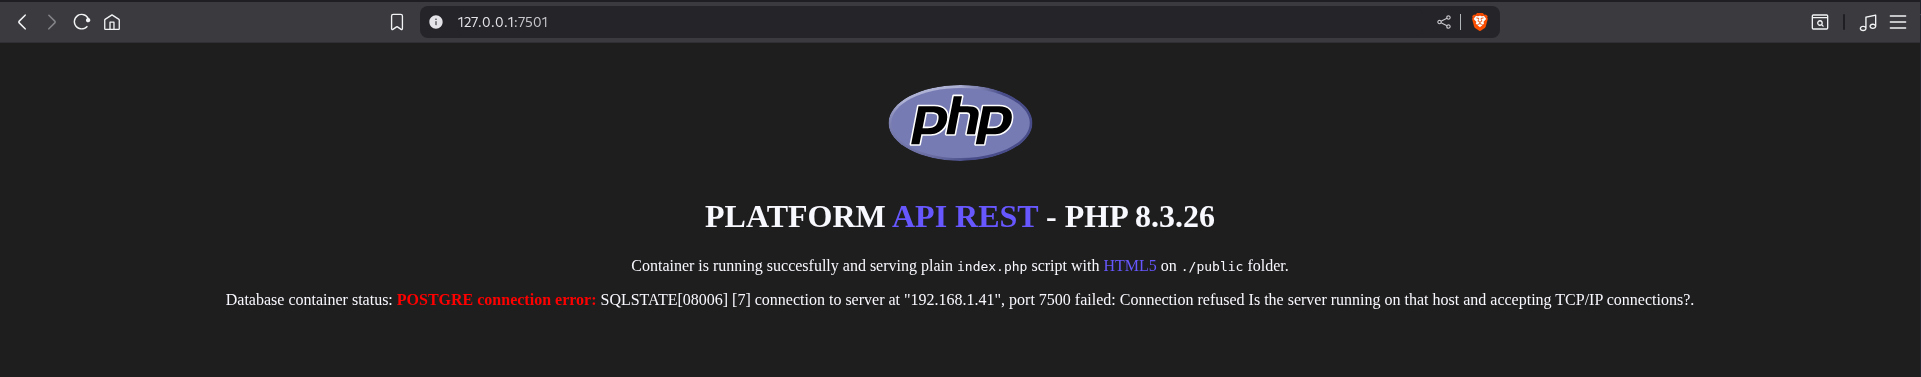 127.0.0.1:7501
php
PLATFORM API REST - PHP 8.3.26
Container is running succesfully and serving plain index.php script with HTML5 on ./public folder.
Database container status: POSTGRE connection error: SQLSTATE[08006] [7] connection to server at "192.168.1.41", port 7500 failed: Connection refused Is the server running on that host and accepting TCP/IP connections?.